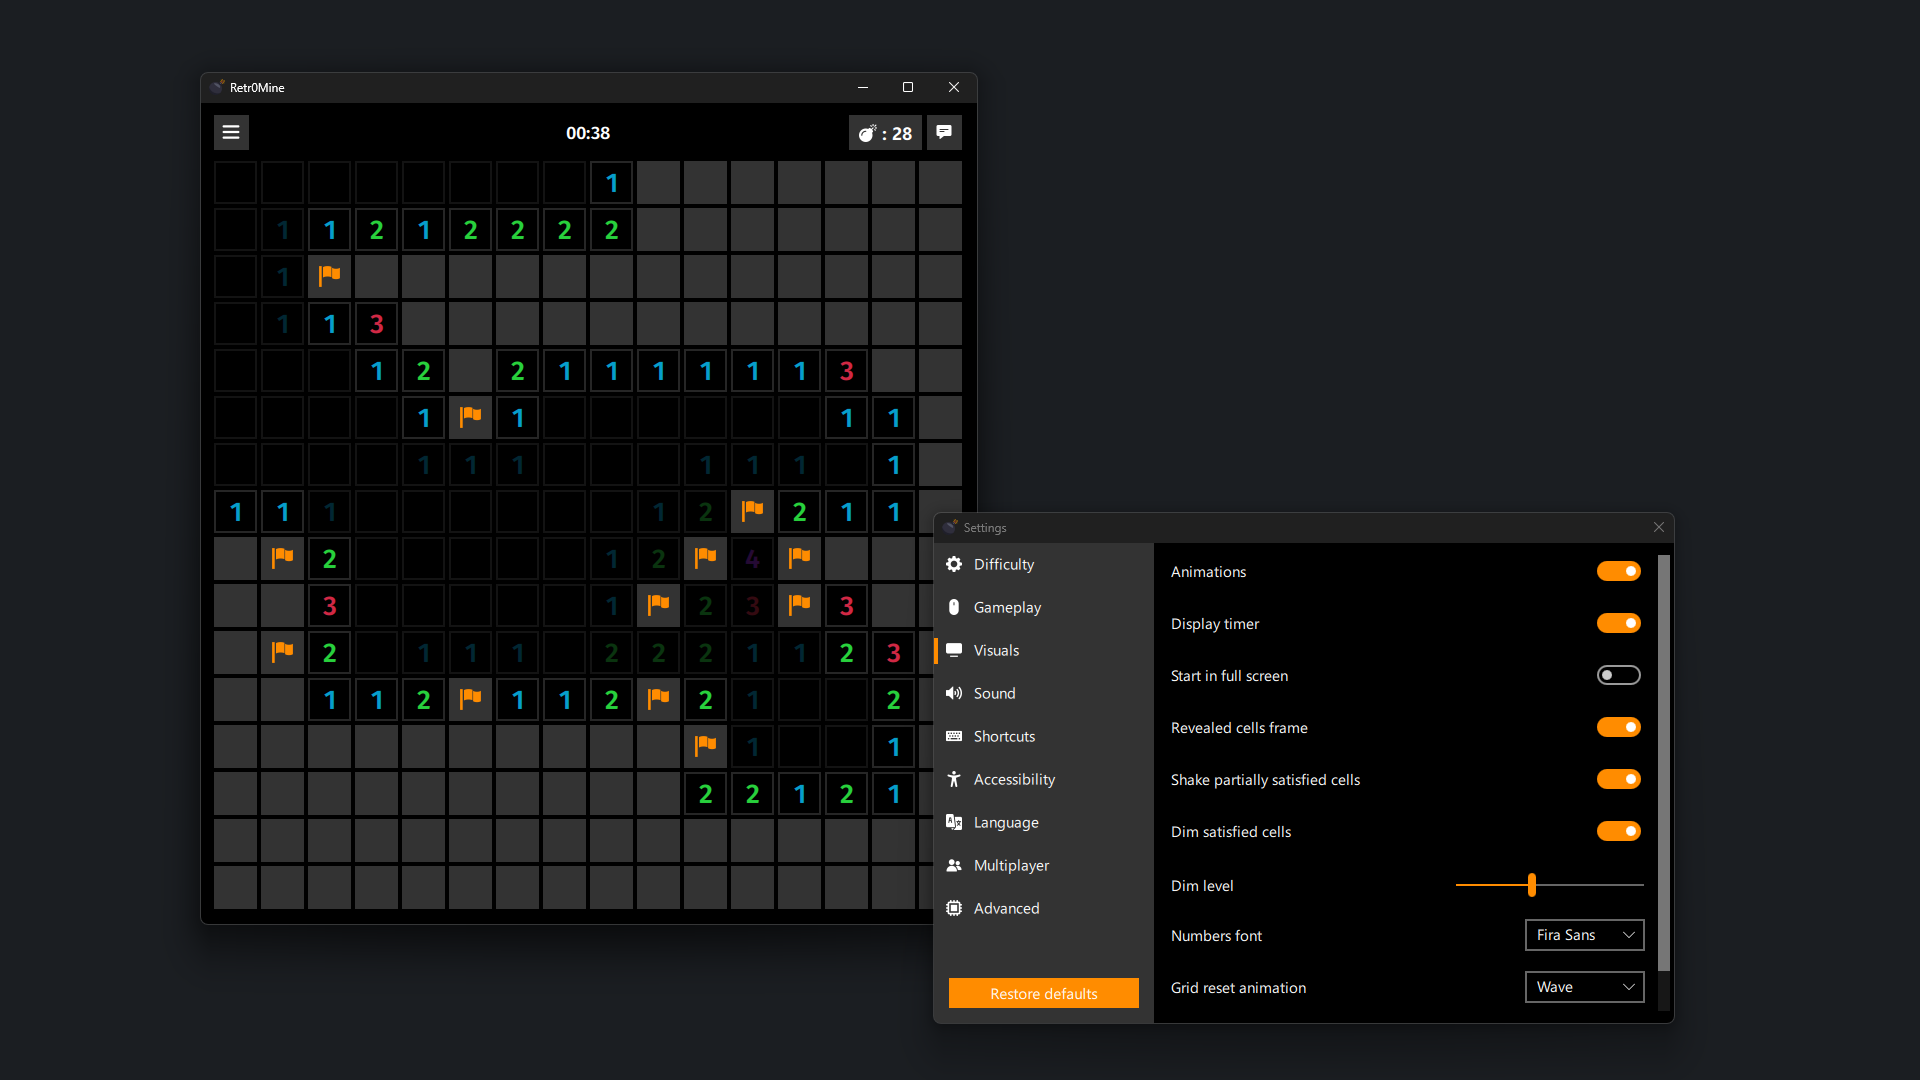 Retr0Mine
00:38
: 28
1
1 1 2 1 2 2 2 2
1
1 1 3
1 2 2 1 1 1 1 1 1 3
1 1 1 1
1 1 1 1 1 1 1
1 1 1 1 2 2 1 1
2 1 2 4
3 1 2 3 3
2 1 1 1 2 2 2 1 1 2 3
1 1 2 1 1 2 2 1 2
1 1
2 2 1 2 1
Settings
Difficulty
Gameplay
Visuals
Sound
Shortcuts
Accessibility
Language
Multiplayer
Advanced
Restore defaults
Animations
Display timer
Start in full screen
Revealed cells frame
Shake partially satisfied cells
Dim satisfied cells
Dim level
Numbers font
Fira Sans
Grid reset animation
Wave